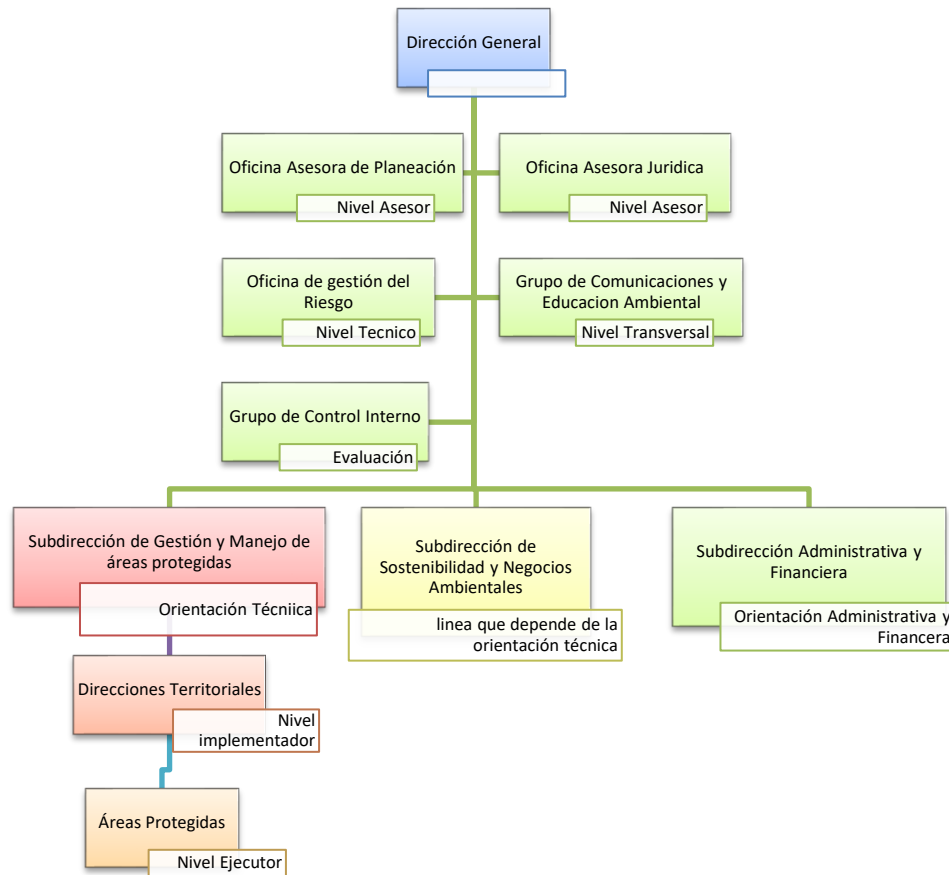 Dirección General
Oficina Asesora de Planeación
Nivel Asesor
Oficina Asesora Juridica
Nivel Asesor
Oficina de gestión del
Riesgo
Nivel Tecnico
Grupo de Comunicaciones y
Educacion Ambiental
Nivel Transversal
Grupo de Control Interno
Evaluación
Subdirección de Gestión y Manejo de
áreas protegidas
Orientación Técniica
Subdirección de
Sostenibilidad y Negocios
Ambientales
linea que depende de la
orientación técnica
Subdirección Administrativa y
Financiera
Orientación Administrativa y
Financera
Direcciones Territoriales
Nivel
implementador
Áreas Protegidas
Nivel Ejecutor